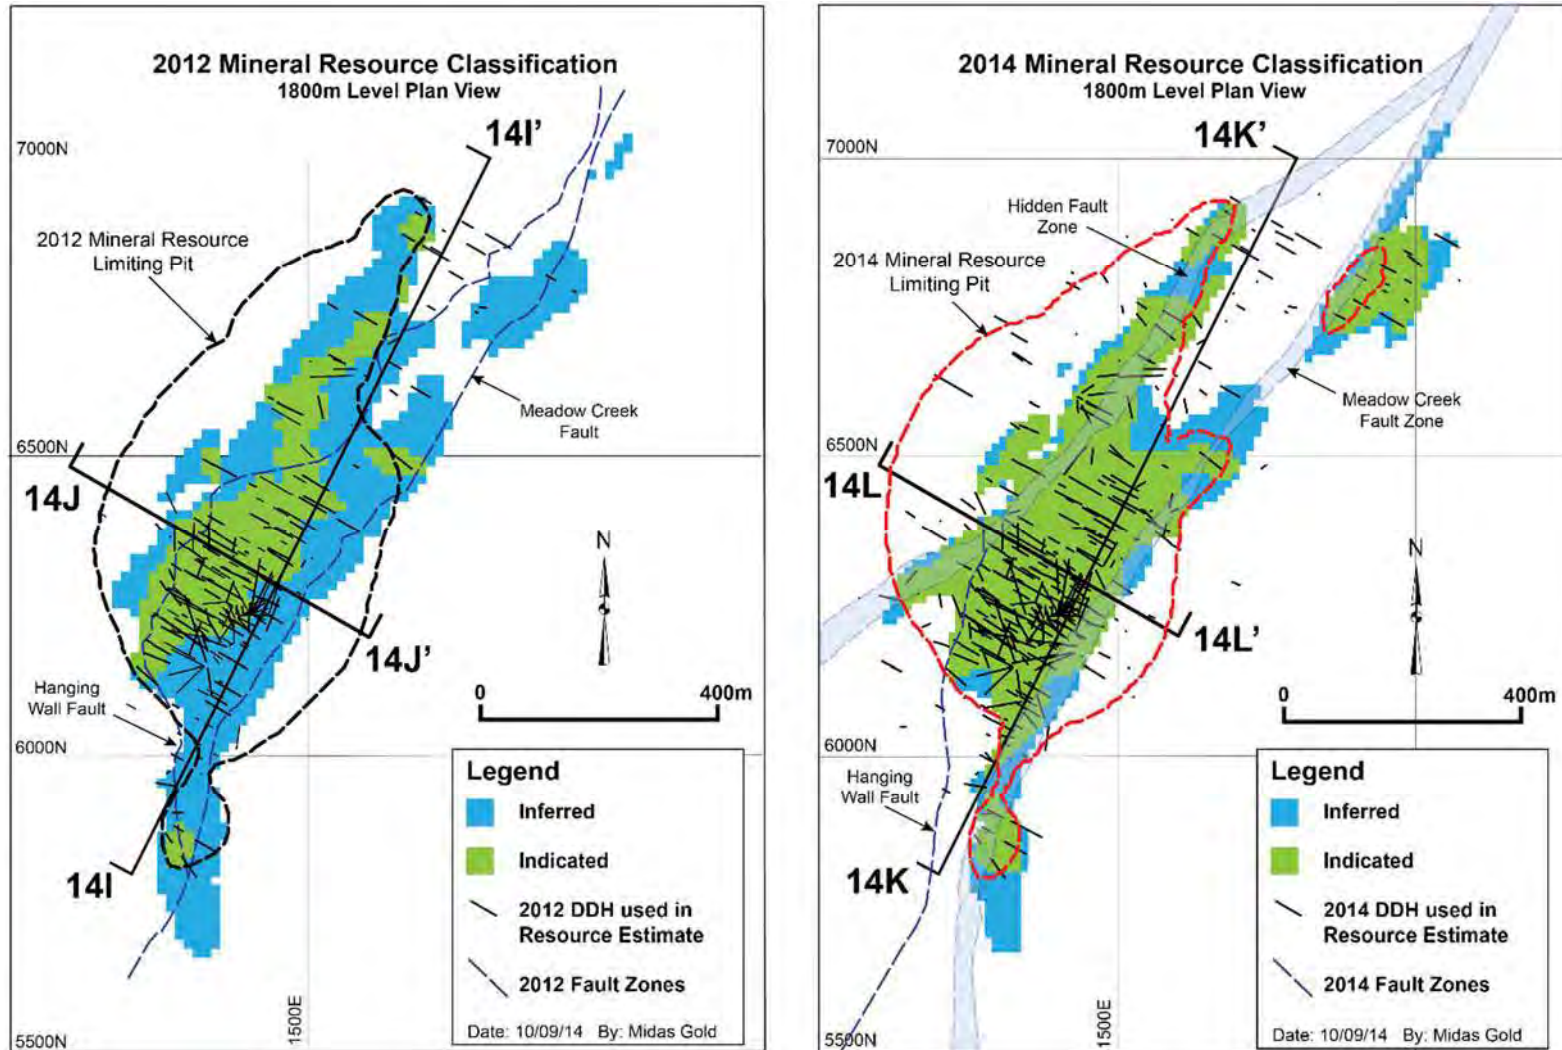 2012 Mineral Resource Classification
1800m Level Plan View
14I'
7000N
2012 Mineral Resource
Limiting Pit
Meadow Creek
Fault
6500N
14J
N
14J'
0 400m
Hanging
Wall Fault
6000N
14I
Legend
Inferred
Indicated
2012 DDH used in
Resource Estimate
2012 Fault Zones
1500E
5500N
Date: 10/09/14 By: Midas Gold
2014 Mineral Resource Classification
1800m Level Plan View
14K'
7000N
Hidden Fault
Zone
2014 Mineral Resource
Limiting Pit
Meadow Creek
Fault Zone
6500N
14L
N
14L'
0 400m
6000N
Hanging
Wall Fault
14K
Legend
Inferred
Indicated
2014 DDH used in
Resource Estimate
2014 Fault Zones
1500E
5500N
Date: 10/09/14 By: Midas Gold